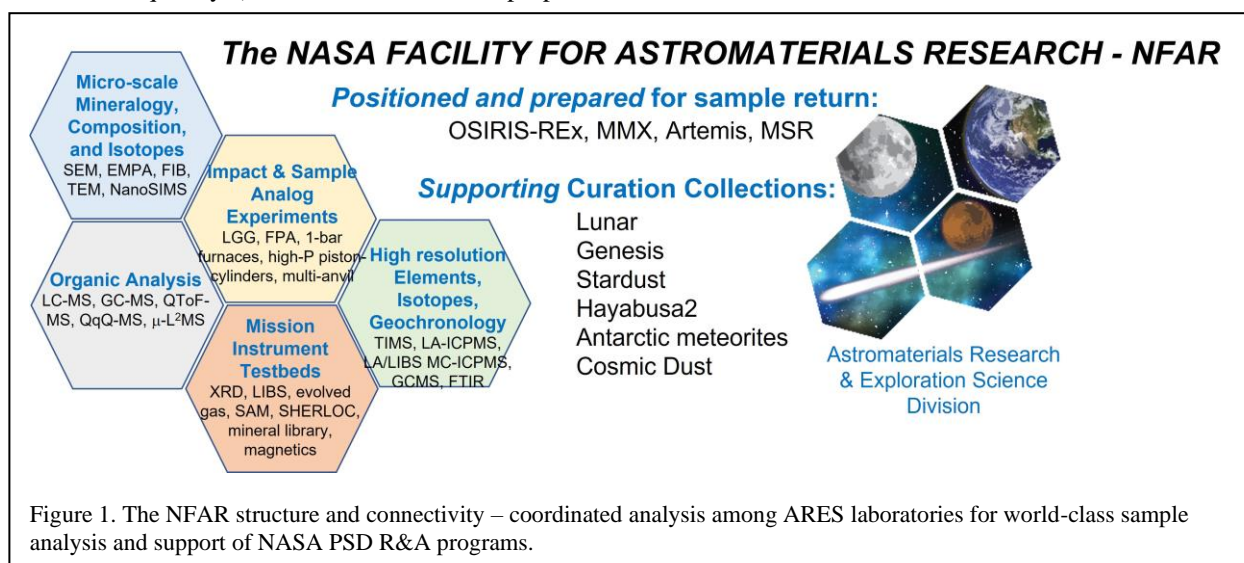 The NASA FACILITY FOR ASTROMATERIALS RESEARCH - NFAR
Micro-scale
Mineralogy,
Composition,
and Isotopes
SEM, EMPA, FIB,
TEM, NanoSIMS
Impact & Sample
Analog
Experiments
LGG, FPA, 1-bar
furnaces, high-P piston-
cylinders, multi-anvil
Organic Analysis
LC-MS, GC-MS, QToF-
MS, QqQ-MS, μ-L²MS
High resolution
Elements,
Isotopes,
Geochronology
TIMS, LA-ICPMS,
LA/LIBS MC-ICPMS,
GCMS, FTIR
Mission
Instrument
Testbeds
XRD, LIBS, evolved
gas, SAM, SHERLOC,
mineral library,
magnetics
Positioned and prepared for sample return:
OSIRIS-REx, MMX, Artemis, MSR
Supporting Curation Collections:
Lunar
Genesis
Stardust
Hayabusa2
Antarctic meteorites
Cosmic Dust
Astromaterials Research
& Exploration Science
Division
Figure 1. The NFAR structure and connectivity – coordinated analysis among ARES laboratories for world-class sample
analysis and support of NASA PSD R&A programs.